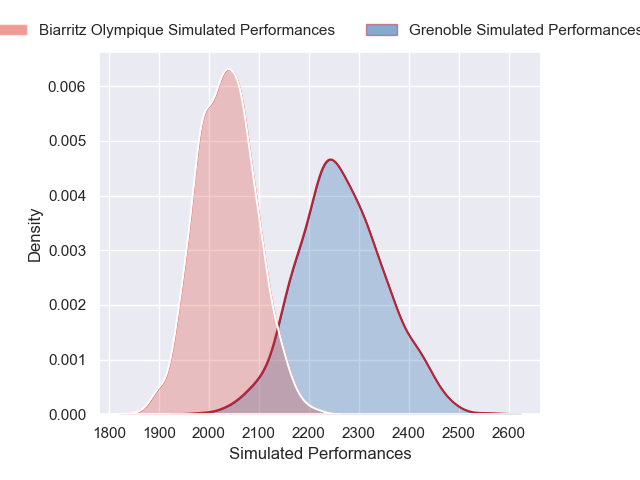 Biarritz Olympique Simulated Performances
Grenoble Simulated Performances
Density
0.006
0.005
0.004
0.003
0.002
0.001
0.000
1800 1900 2000 2100 2200 2300 2400 2500 2600
Simulated Performances